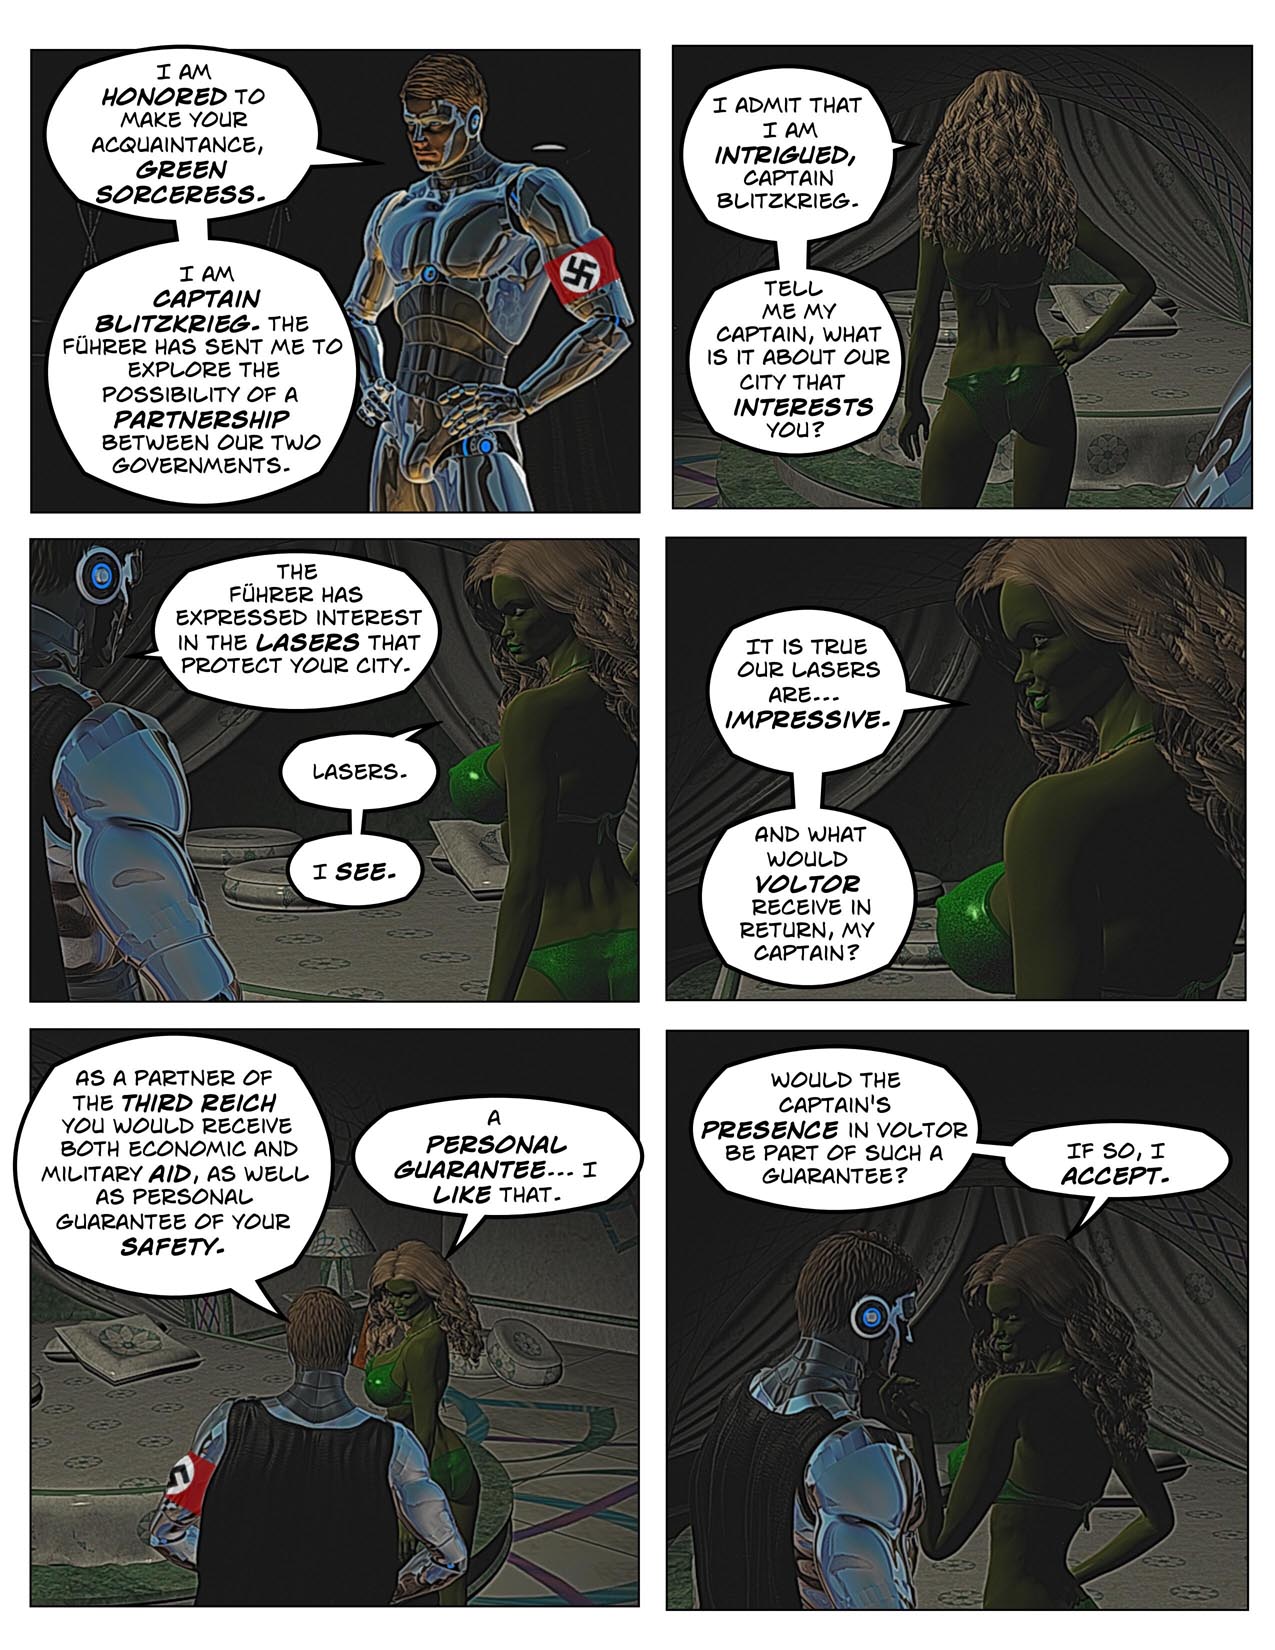 I AM
HONORED TO
MAKE YOUR
ACQUAINTANCE,
GREEN
SORCERESS.
I AM
CAPTAIN
BLITZKRIEG. THE
FÜHRER HAS SENT ME TO
EXPLORE THE
POSSIBILITY OF A
PARTNERSHIP
BETWEEN OUR TWO
GOVERNMENTS.
I ADMIT THAT
I AM
INTRIGUED,
CAPTAIN
BLITZKRIEG.
TELL
ME MY
CAPTAIN, WHAT
IS IT ABOUT OUR
CITY THAT
INTERESTS
YOU?
THE
FÜHRER HAS
EXPRESSED INTEREST
IN THE LASERS THAT
PROTECT YOUR CITY.
LASERS.
I SEE.
IT IS TRUE
OUR LASERS
ARE...
IMPRESSIVE.
AND WHAT
WOULD
VOLTOR
RECEIVE IN
RETURN, MY
CAPTAIN?
AS A PARTNER OF
THE THIRD REICH
YOU WOULD RECEIVE
BOTH ECONOMIC AND
MILITARY AID, AS WELL
AS PERSONAL
GUARANTEE OF YOUR
SAFETY.
A
PERSONAL
GUARANTEE... I
LIKE THAT.
WOULD THE
CAPTAIN'S
PRESENCE IN VOLTOR
BE PART OF SUCH A
GUARANTEE?
IF SO, I
ACCEPT.